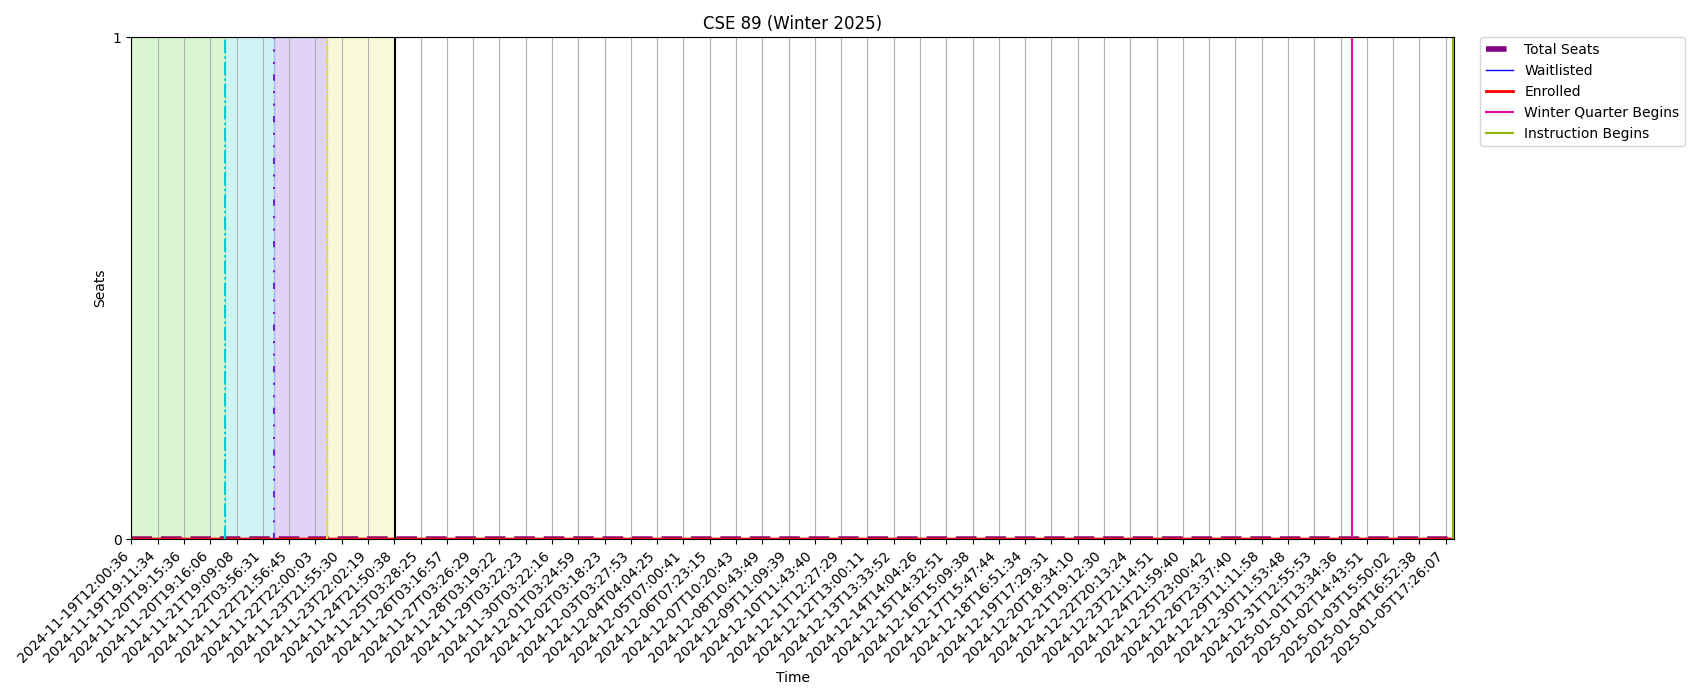 CSE 89 (Winter 2025)
1
0
Seats
Total Seats
Waitlisted
Enrolled
Winter Quarter Begins
Instruction Begins
2024-11-19T12:00:36
2024-11-19T19:11:34
2024-11-20T19:15:36
2024-11-20T19:16:06
2024-11-21T19:09:08
2024-11-22T03:56:31
2024-11-22T21:56:45
2024-11-22T22:00:03
2024-11-23T21:55:30
2024-11-23T22:02:19
2024-11-24T21:50:38
2024-11-25T03:28:25
2024-11-26T03:16:57
2024-11-27T03:26:29
2024-11-28T03:19:22
2024-11-29T03:22:23
2024-11-30T03:22:16
2024-12-01T03:24:59
2024-12-02T03:18:23
2024-12-03T03:27:53
2024-12-04T04:04:25
2024-12-05T07:00:41
2024-12-06T07:23:15
2024-12-07T10:20:43
2024-12-08T10:43:49
2024-12-09T11:09:39
2024-12-10T11:43:40
2024-12-11T12:27:29
2024-12-12T13:00:11
2024-12-13T13:33:52
2024-12-14T14:04:26
2024-12-15T14:32:51
2024-12-16T15:09:38
2024-12-17T15:47:44
2024-12-18T16:51:34
2024-12-19T17:29:31
2024-12-20T18:34:10
2024-12-21T19:12:30
2024-12-22T20:13:24
2024-12-23T21:14:51
2024-12-24T21:59:40
2024-12-25T23:00:42
2024-12-26T23:37:40
2024-12-29T11:11:58
2024-12-30T11:53:48
2024-12-31T12:55:53
2025-01-01T13:34:36
2025-01-02T14:43:51
2025-01-03T15:50:02
2025-01-04T16:52:38
2025-01-05T17:26:07
Time